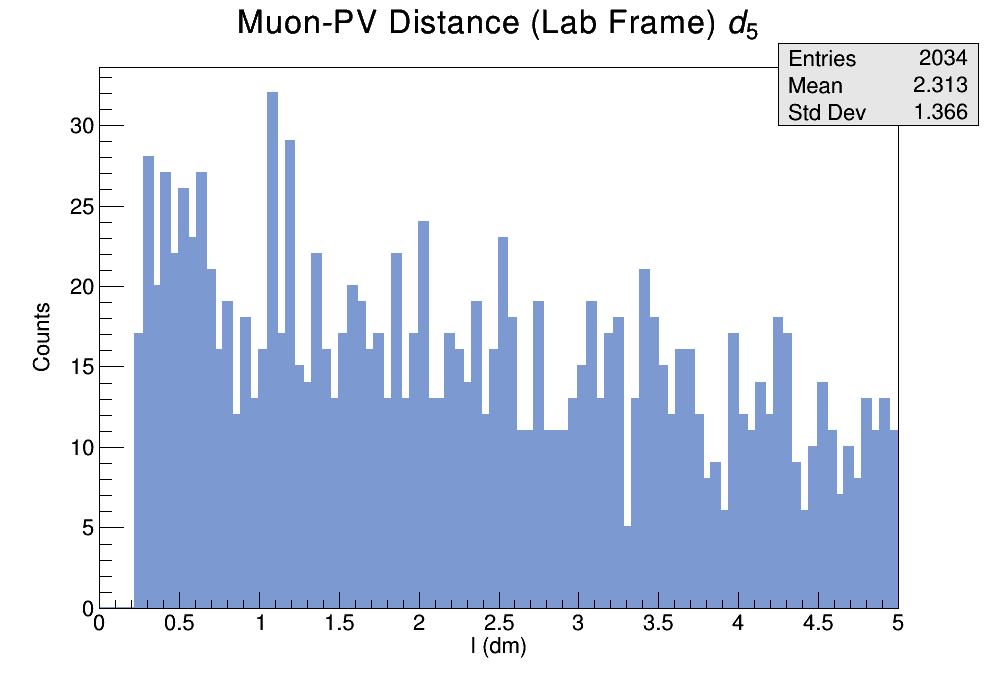 Muon-PV Distance (Lab Frame) d5
Entries 2034
Mean 2.313
Std Dev 1.366
30
25
20
15
10
5
0
Counts
0 0.5 1 1.5 2 2.5 3 3.5 4 4.5 5
l (dm)